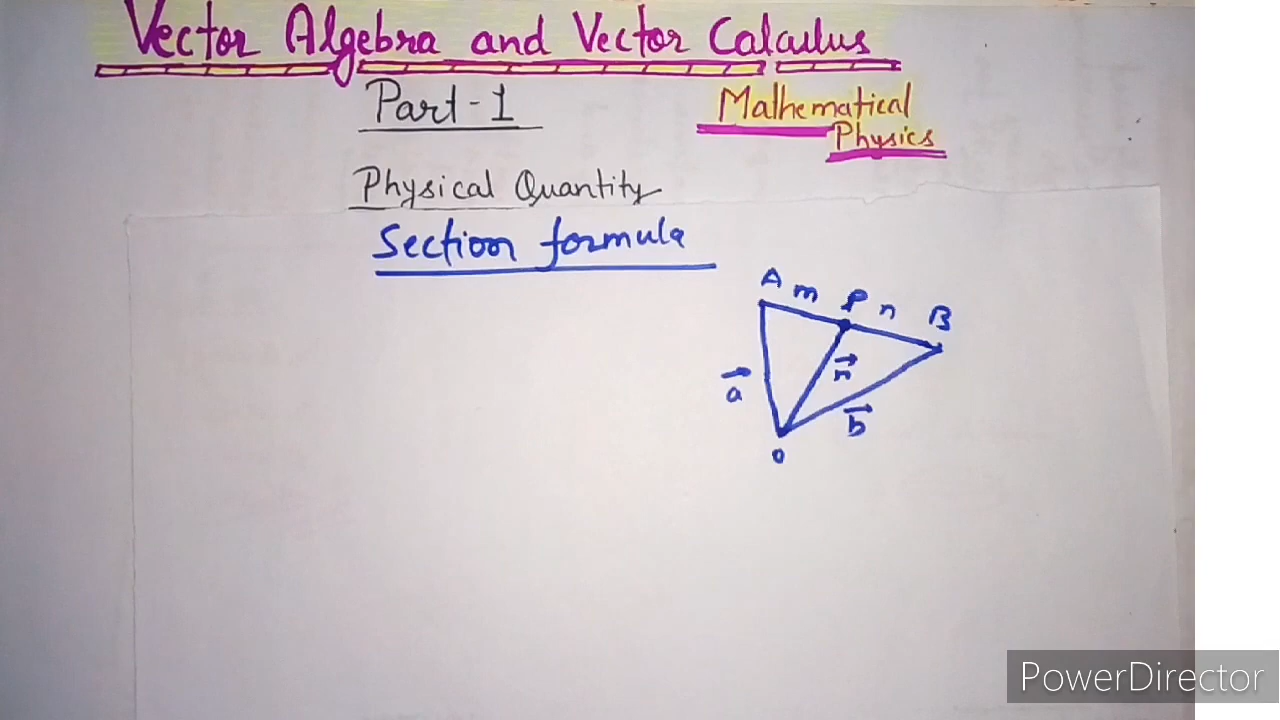 Vector Algebra and Vector Calculus
Part-1
Mathematical
Physics
Physical Quantity
Section formula
A m P n B
a
r
b
O
PowerDirector